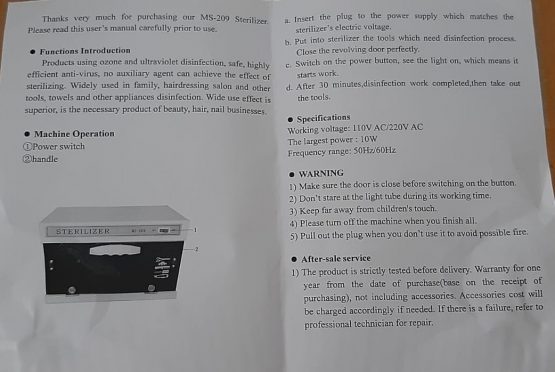 Thanks very much for purchasing our MS-209 Sterilizer.
Please read this user's manual carefully prior to use.
● Functions Introduction
Products using ozone and ultraviolet disinfection, safe, highly
efficient anti-virus, no auxiliary agent can achieve the effect of
sterilizing. Widely used in family, hairdressing salon and other
tools, towels and other appliances disinfection. Wide use effect is
superior, is the necessary product of beauty, hair, nail businesses.
● Machine Operation
①Power switch
②handle
STERILIZER
1
2
a. Insert the plug to the power supply which matches the
sterilizer's electric voltage.
b. Put into sterilizer the tools which need disinfection process.
Close the revolving door perfectly.
c. Switch on the power button, see the light on, which means it
starts work.
d. After 30 minutes,disinfection work completed,then take out
the tools.
● Specifications
Working voltage: 110V AC/220V AC
The largest power : 10W
Frequency range: 50Hz/60Hz
● WARNING
1) Make sure the door is close before switching on the button.
2) Don't stare at the light tube during its working time.
3) Keep far away from children's touch.
4) Please turn off the machine when you finish all.
5) Pull out the plug when you don't use it to avoid possible fire.
● After-sale service
1) The product is strictly tested before delivery. Warranty for one
year from the date of purchase(base on the receipt of
purchasing), not including accessories. Accessories cost will
be charged accordingly if needed. If there is a failure, refer to
professional technician for repair.